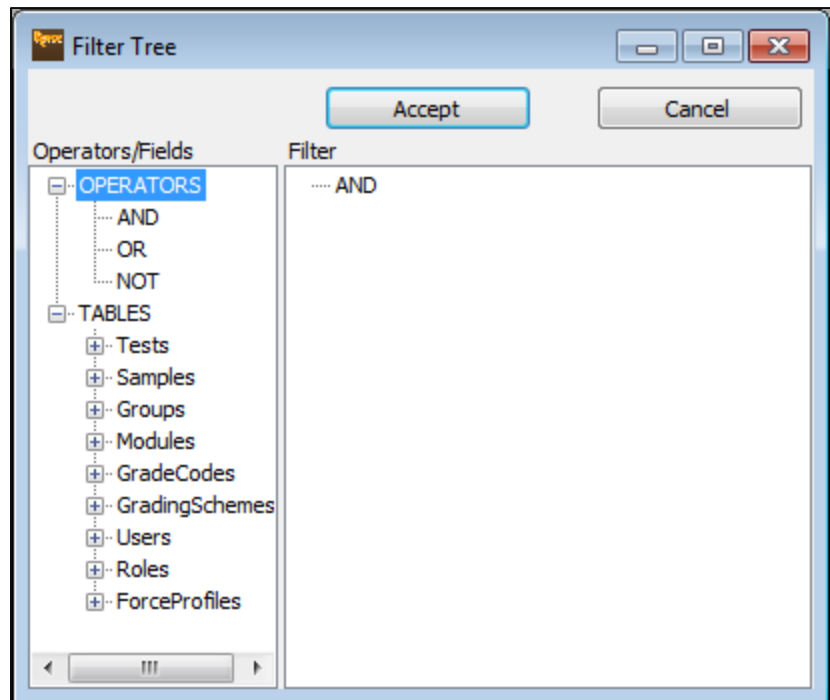 Filter Tree
Accept Cancel
Operators/Fields Filter
OPERATORS AND
AND
OR
NOT
TABLES
Tests
Samples
Groups
Modules
GradeCodes
GradingSchemes
Users
Roles
ForceProfiles